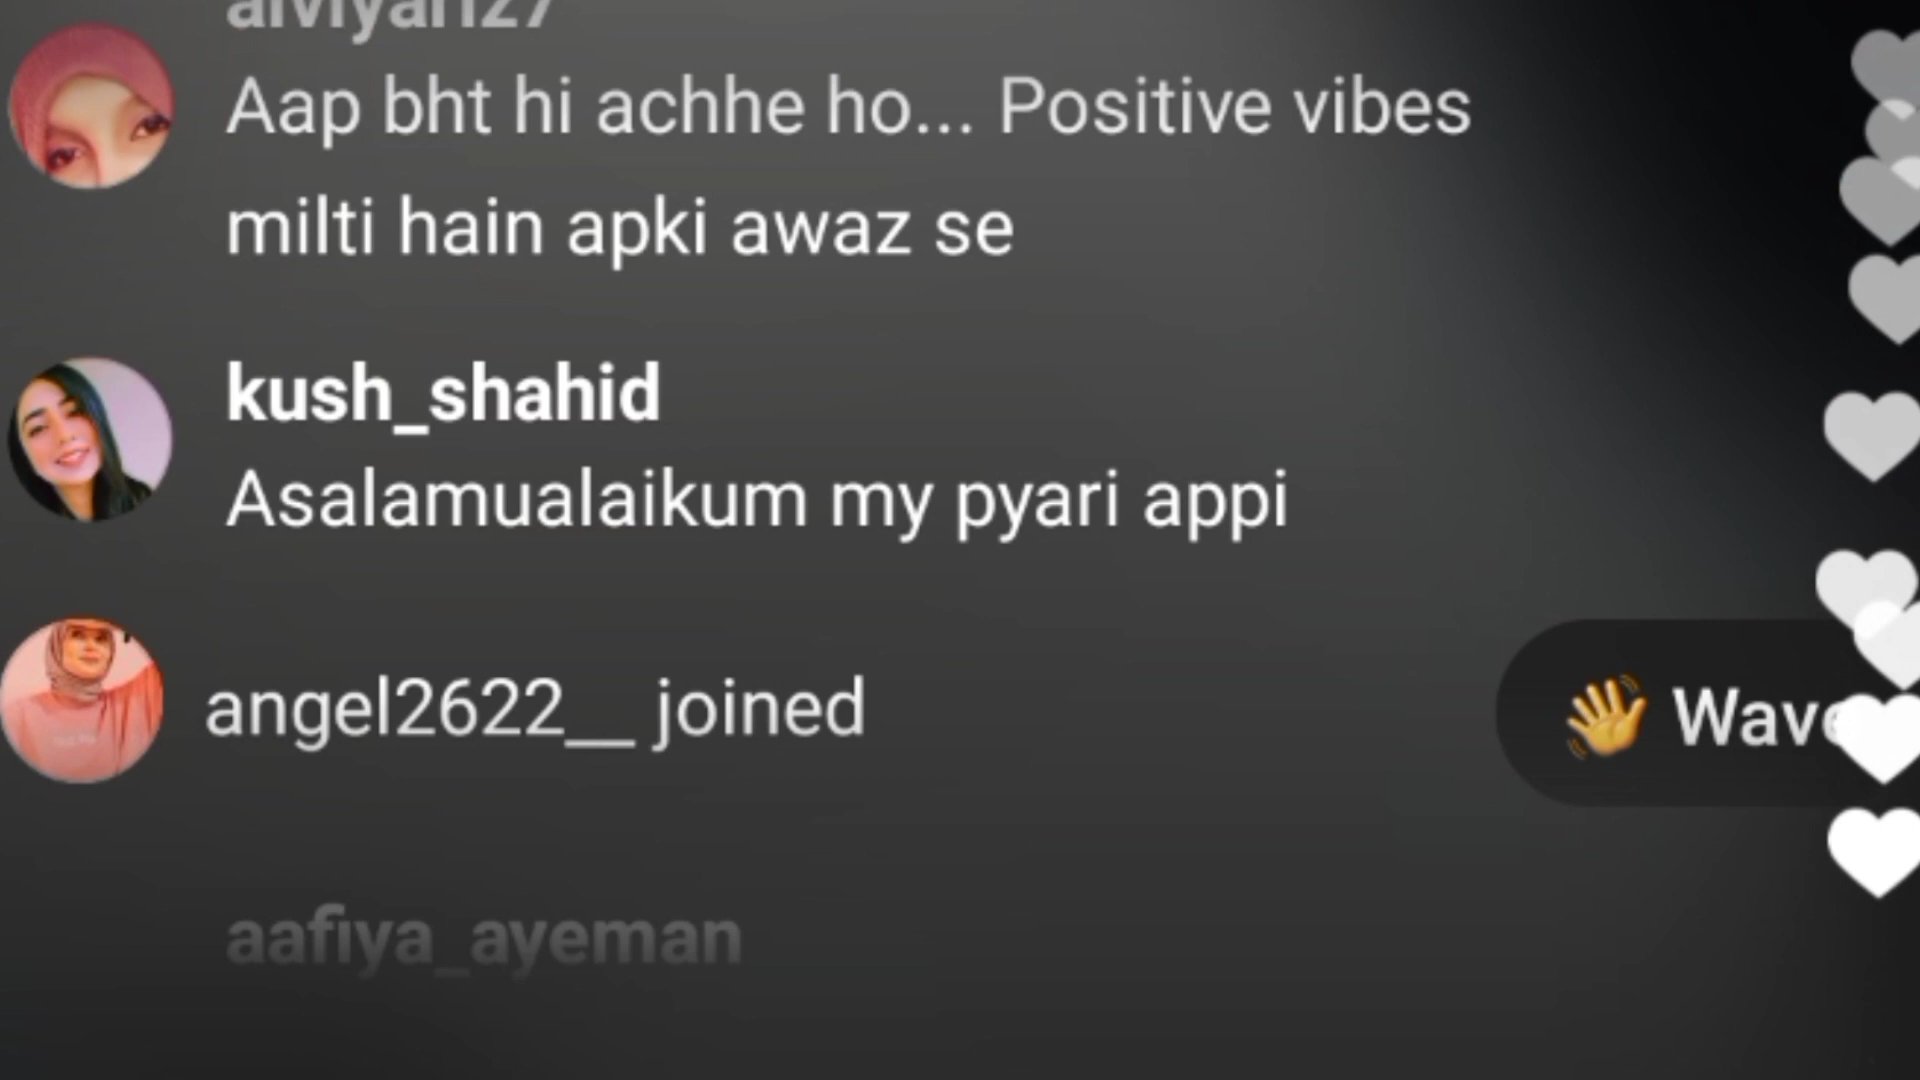 Aap bht hi achhe ho... Positive vibes
milti hain apki awaz se
kush_shahid
Asalamualaikum my pyari appi
angel2622__ joined
👋 Wave
aafiya_ayeman